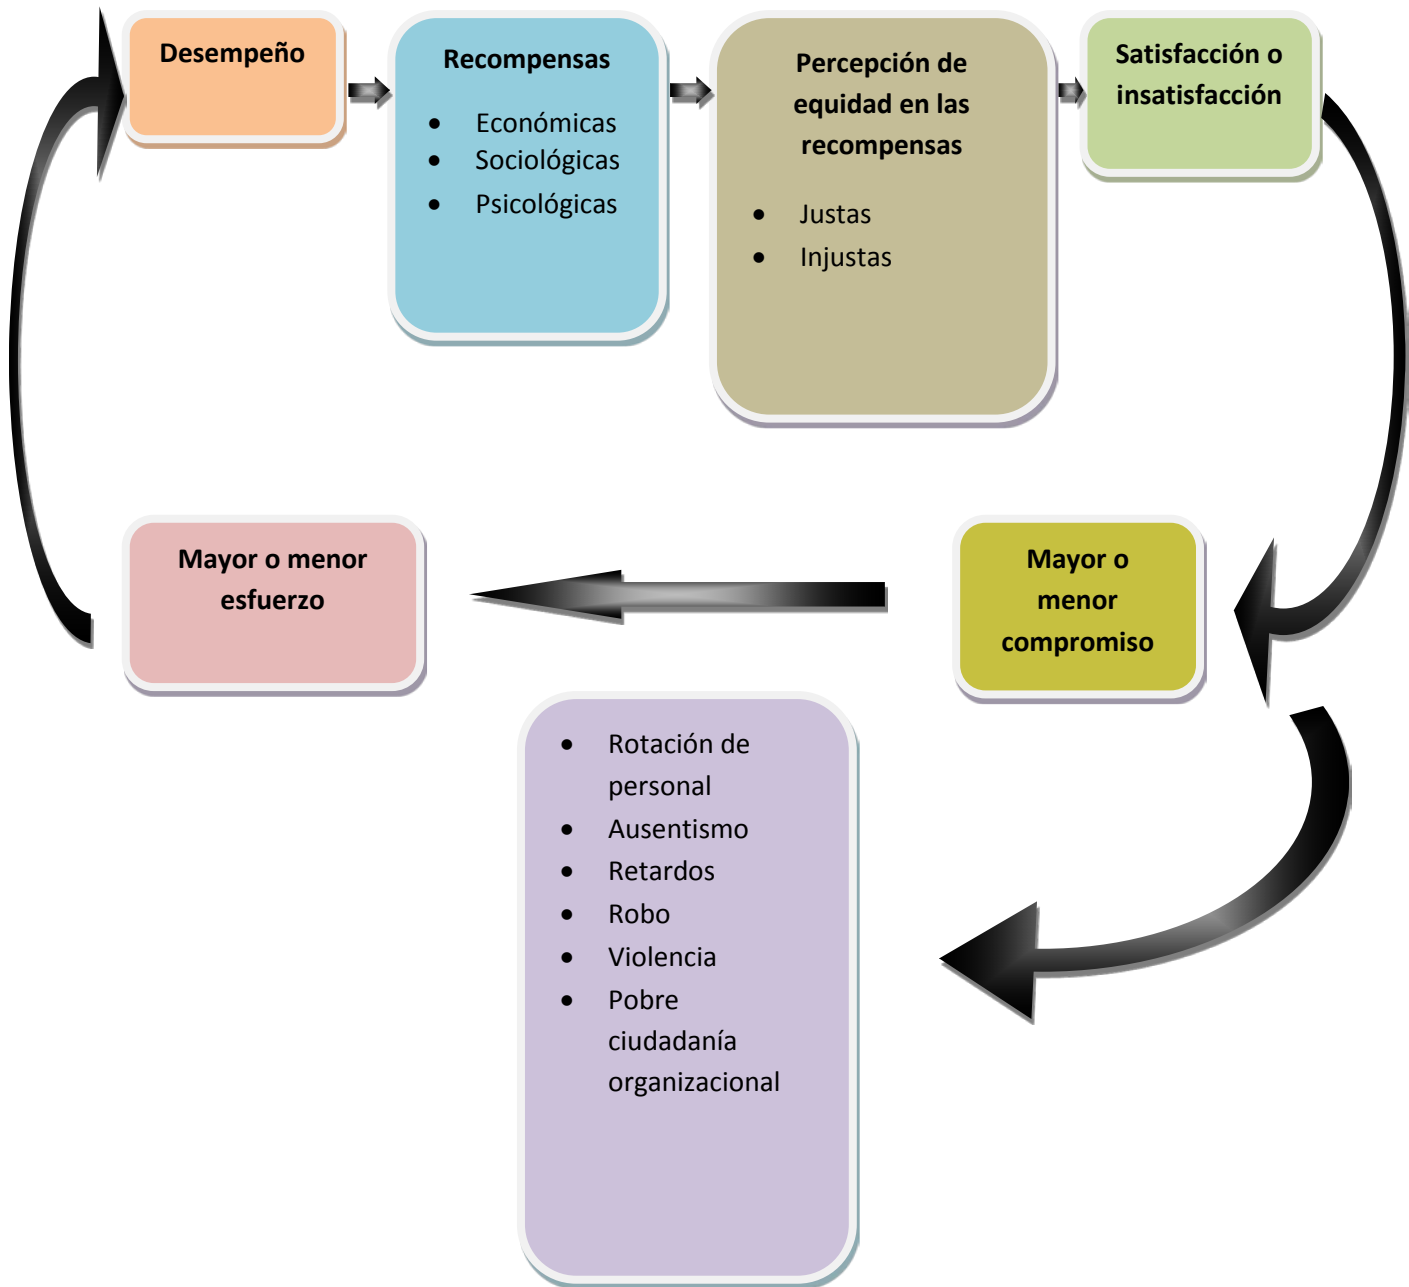 Desempeño
Recompensas
• Económicas
• Sociológicas
• Psicológicas
Percepción de
equidad en las
recompensas
• Justas
• Injustas
Satisfacción o
insatisfacción
Mayor o menor
esfuerzo
Mayor o
menor
compromiso
• Rotación de
personal
• Ausentismo
• Retardos
• Robo
• Violencia
• Pobre
ciudadanía
organizacional